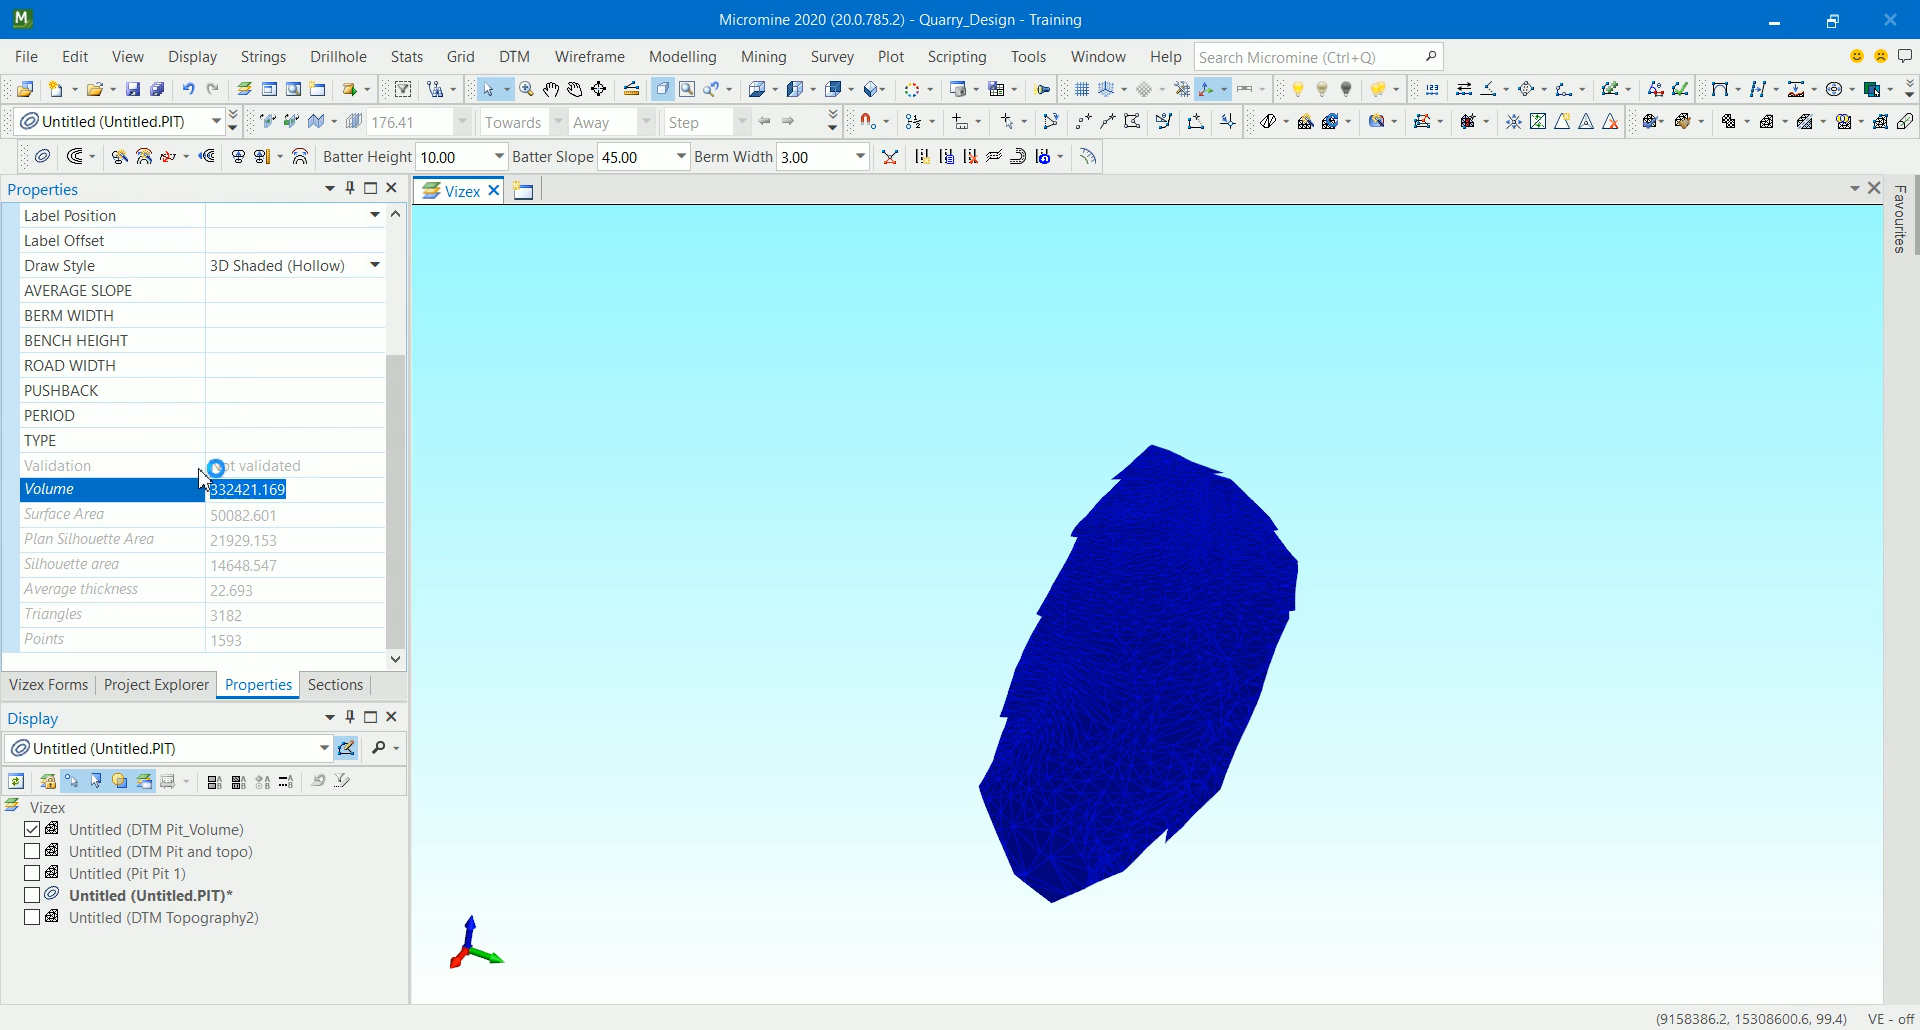 Micromine 2020 (20.0.785.2) - Quarry_Design - Training
File Edit View Display Strings Drillhole Stats Grid DTM Wireframe Modelling Mining Survey Plot Scripting Tools Window Help Search Micromine (Ctrl+Q)
Untitled (Untitled.PIT) 176.41 Towards Away Step
Batter Height 10.00 Batter Slope 45.00 Berm Width 3.00
Properties
Vizex
Favourites
Label Position
Label Offset
Draw Style 3D Shaded (Hollow)
AVERAGE SLOPE
BERM WIDTH
BENCH HEIGHT
ROAD WIDTH
PUSHBACK
PERIOD
TYPE
Validation Not validated
Volume 332421.169
Surface Area 50082.601
Plan Silhouette Area 21929.153
Silhouette area 14648.547
Average thickness 22.693
Triangles 3182
Points 1593
Vizex Forms Project Explorer Properties Sections
Display
Untitled (Untitled.PIT)
Vizex
Untitled (DTM Pit_Volume)
Untitled (DTM Pit and topo)
Untitled (Pit Pit 1)
Untitled (Untitled.PIT)*
Untitled (DTM Topography2)
(9158386.2, 15308600.6, 99.4) VE - off